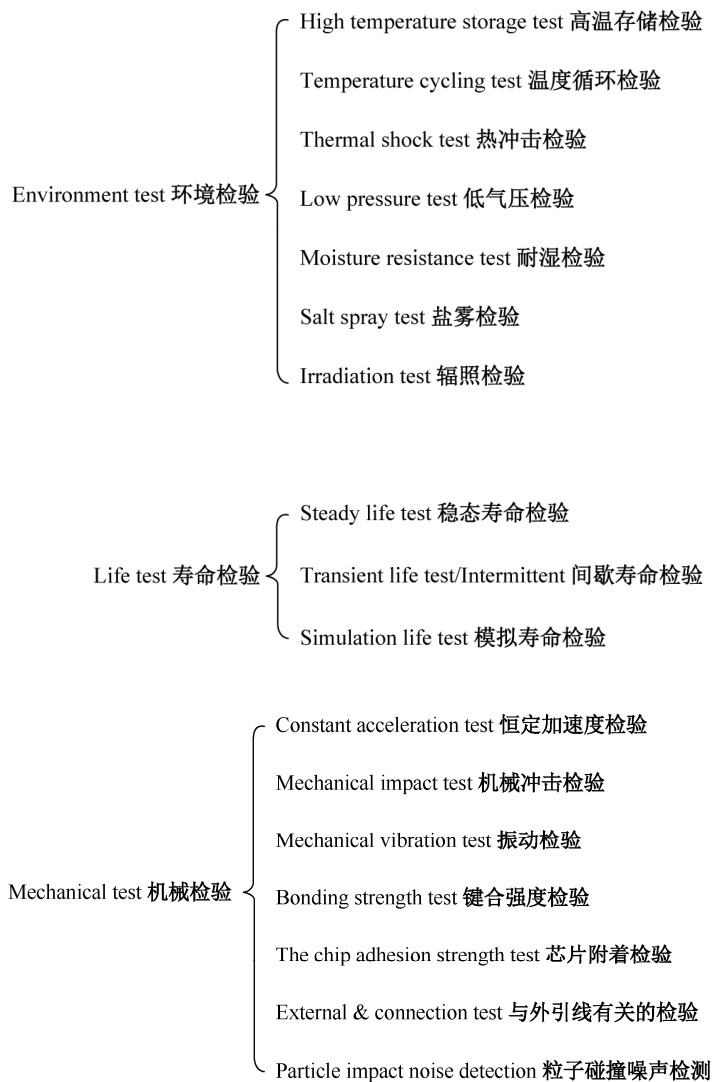 High temperature storage test 高温存储检验
Temperature cycling test 温度循环检验
Thermal shock test 热冲击检验
Environment test 环境检验
Low pressure test 低气压检验
Moisture resistance test 耐湿检验
Salt spray test 盐雾检验
Irradiation test 辐照检验
Steady life test 稳态寿命检验
Life test 寿命检验
Transient life test/Intermittent 间歇寿命检验
Simulation life test 模拟寿命检验
Constant acceleration test 恒定加速度检验
Mechanical impact test 机械冲击检验
Mechanical vibration test 振动检验
Mechanical test 机械检验
Bonding strength test 键合强度检验
The chip adhesion strength test 芯片附着检验
External & connection test 与外引线有关的检验
Particle impact noise detection 粒子碰撞噪声检测